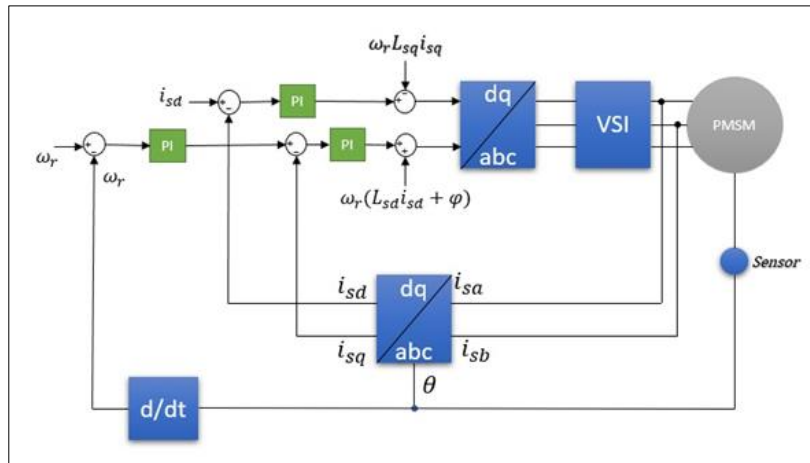 ω_r L_sq i_sq
i_sd
+
−
PI
+
−
dq
abc
VSI
PMSM
ω_r
+
−
ω_r
PI
+
−
PI
+
+
ω_r(L_sd i_sd + φ)
Sensor
i_sd
dq
i_sa
i_sq
abc
i_sb
θ
d/dt